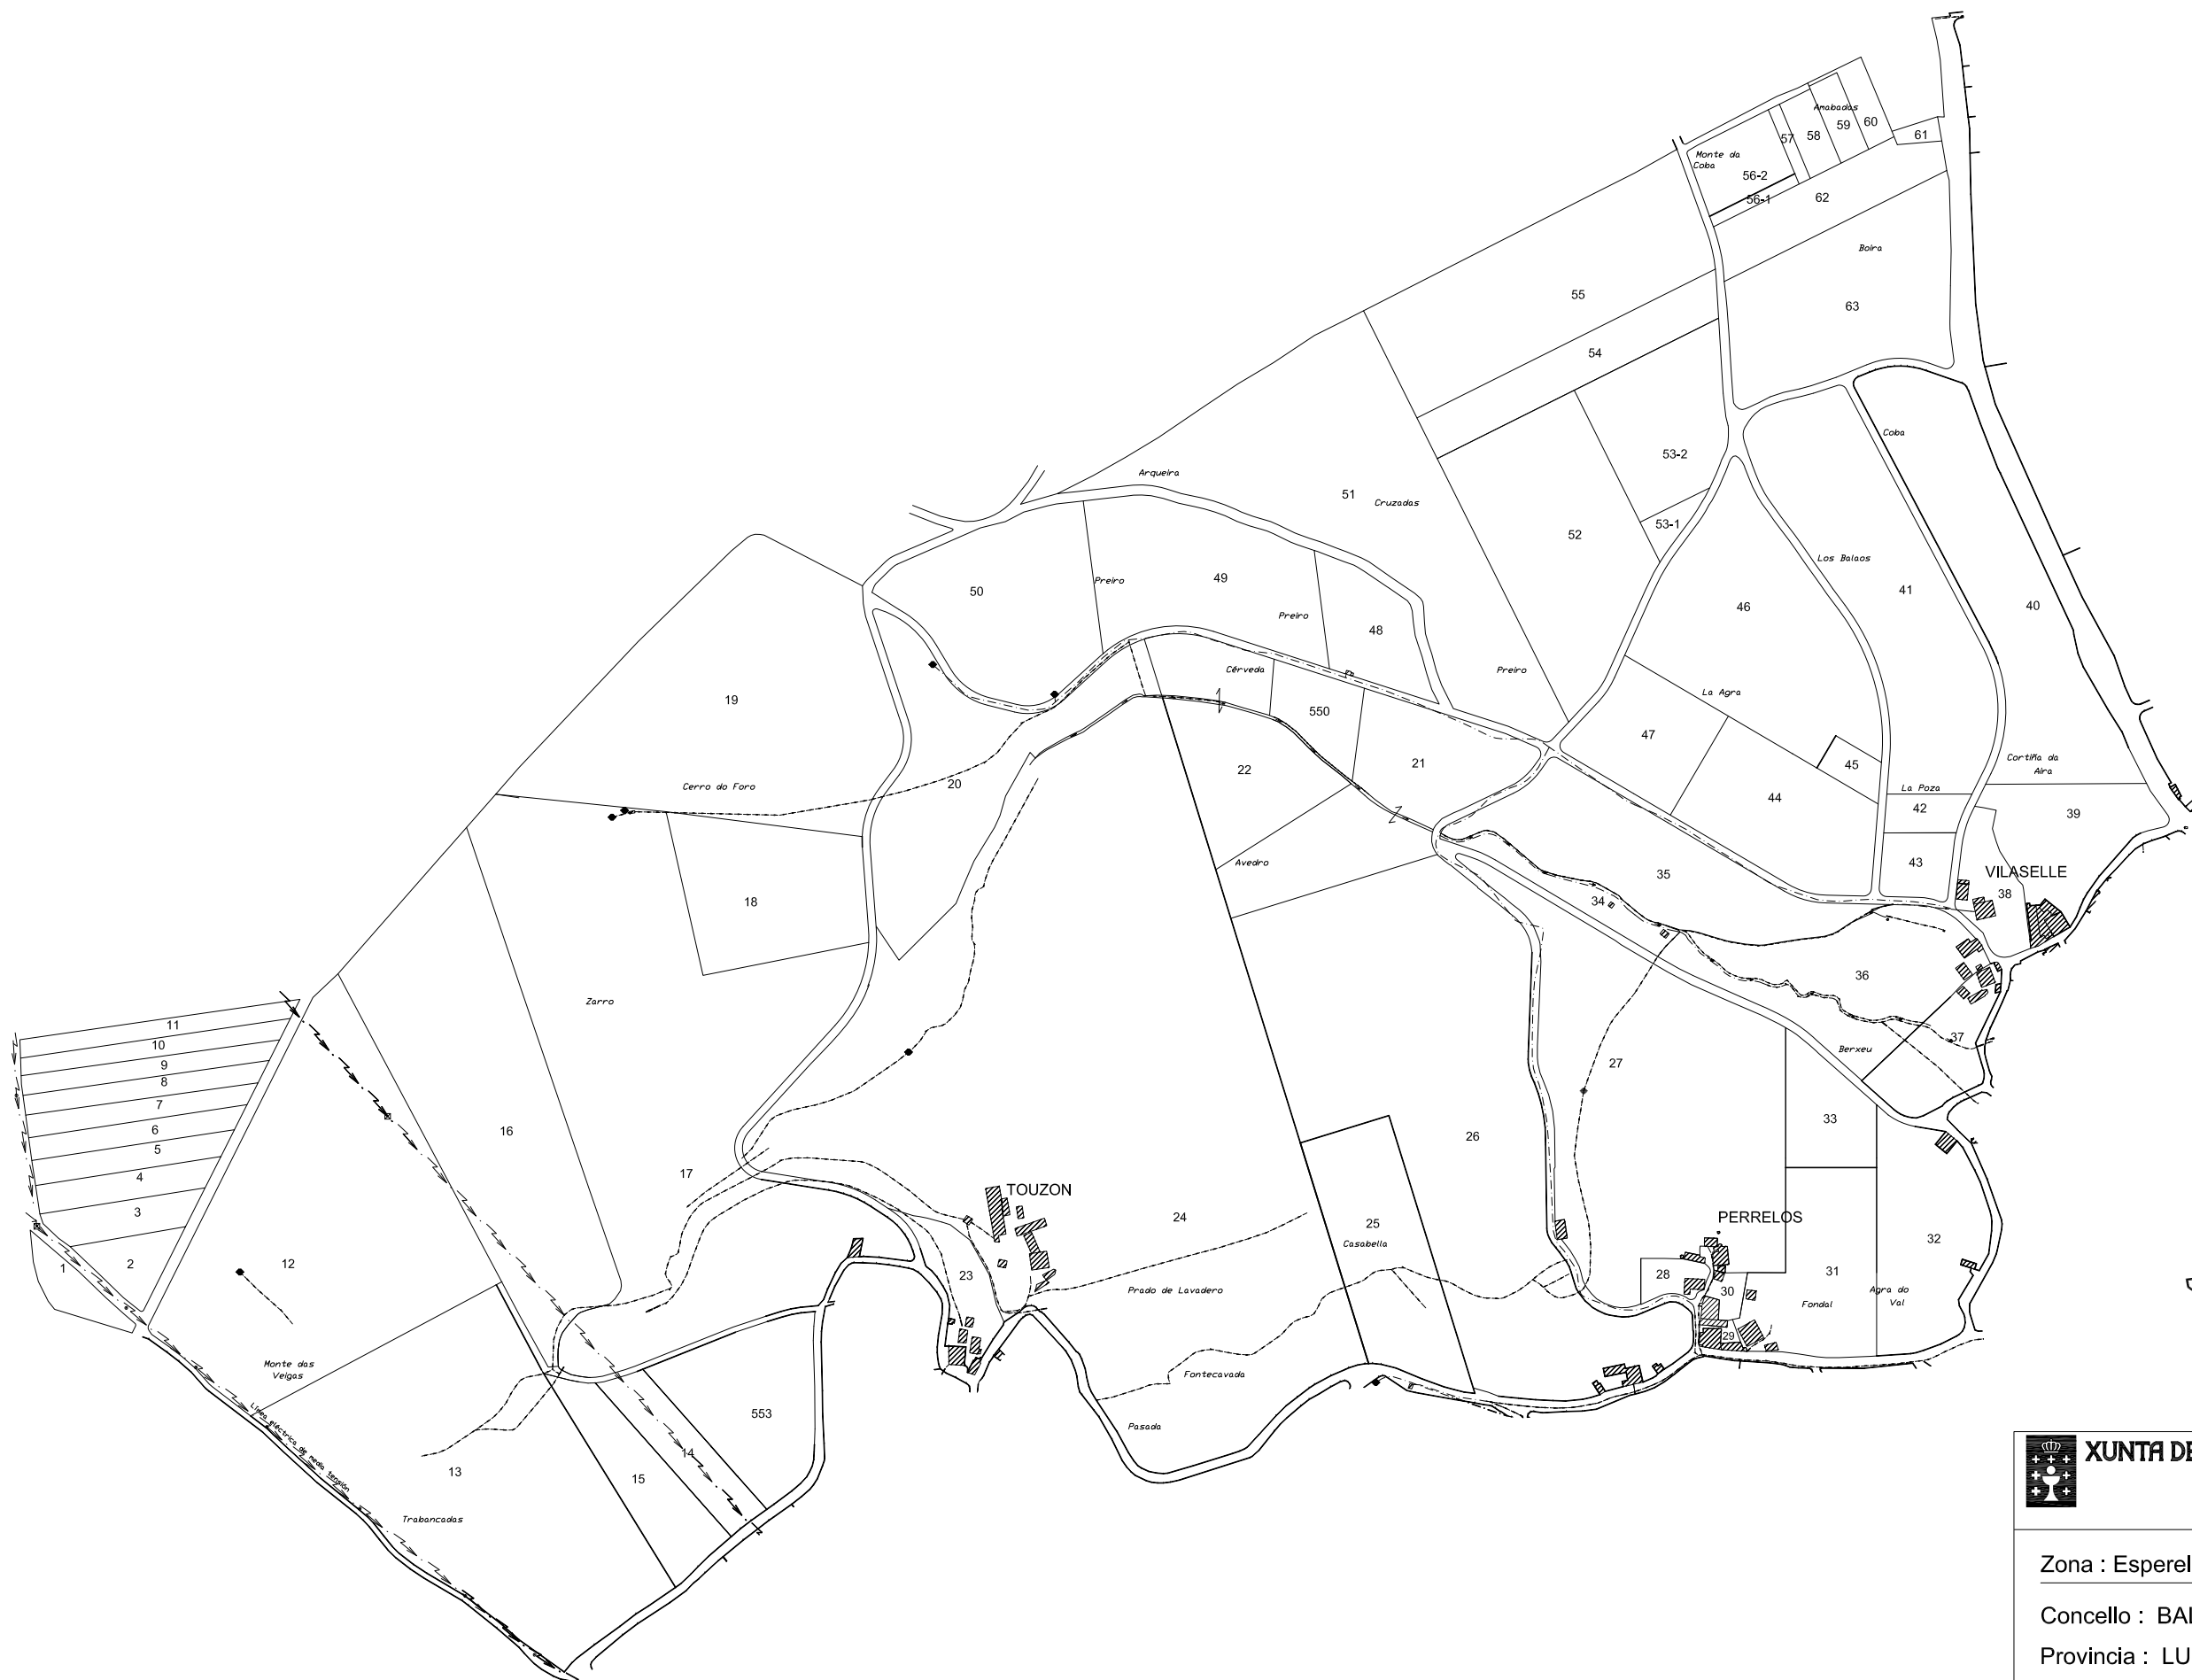 Amabadas
60
59
58
57
61
Monte da
Coba
56-2
56-1
62
Boira
55
63
54
Coba
53-2
Arqueira
51
Cruzadas
53-1
52
Los Balaos
50
Preiro
49
41
46
40
Preiro
48
Cérveda
Preiro
19
La Agra
550
47
Cortiña da
Aira
21
45
22
Cerro do Foro
20
La Poza
44
42
39
Avedro
43
VILASELLE
35
38
18
34
36
Zarro
11
37
10
Berxeu
9
27
8
7
33
6
16
26
5
17
4
TOUZON
3
24
PERRELOS
25
32
Casabella
2
12
1
23
28
31
Prado de Lavadero
30
Agra do
Val
Fondal
29
Monte das
Veigas
Fontecavada
553
Línea eléctrica de media tensión
Pasada
14
13
15
Trabancadas
XUNTA DE
Zona : Esperel
Concello : BAL
Provincia : LU